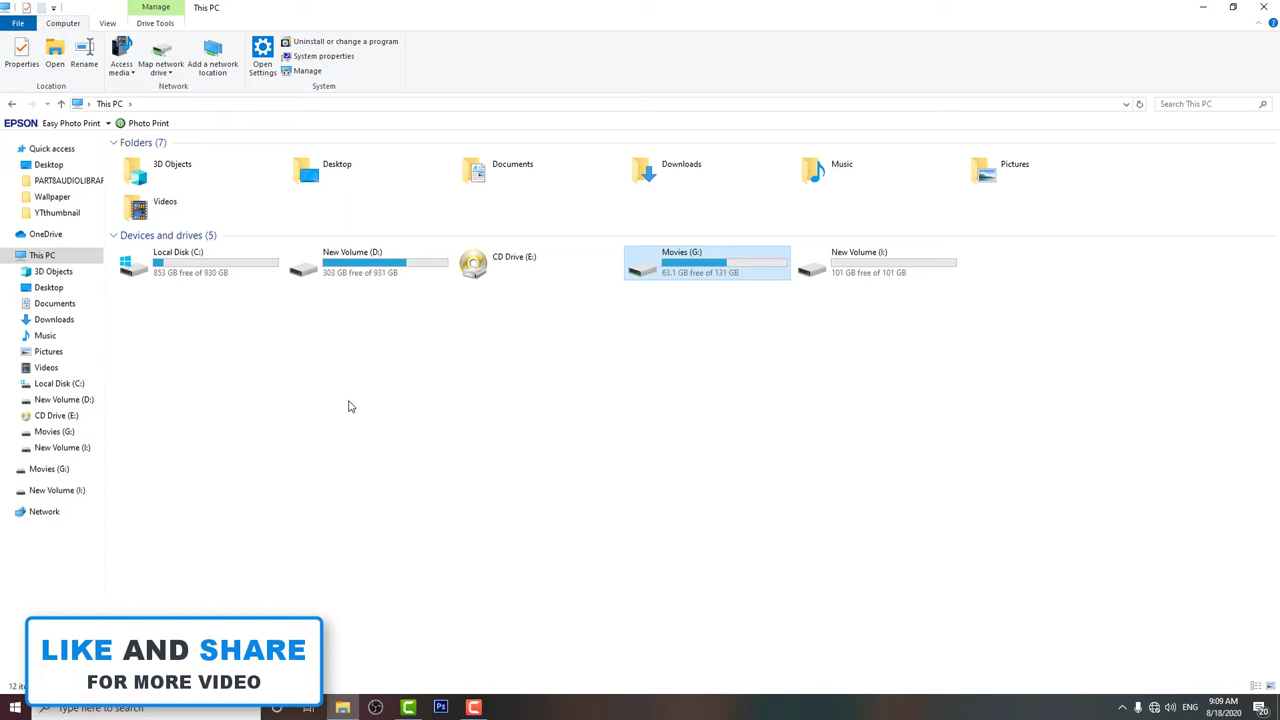 Manage This PC
File Computer View Drive Tools
Properties Open Rename Access media Map network drive Add a network location Open Settings Uninstall or change a program
System properties
Manage
Location Network System
This PC Search This PC
EPSON Easy Photo Print Photo Print
Quick access
Desktop
PART8AUDIOLIBRAR
Wallpaper
YTthumbnail
OneDrive
This PC
3D Objects
Desktop
Documents
Downloads
Music
Pictures
Videos
Local Disk (C:)
New Volume (D:)
CD Drive (E:)
Movies (G:)
New Volume (I:)
Movies (G:)
New Volume (I:)
Network
Folders (7)
3D Objects Desktop Documents Downloads Music Pictures
Videos
Devices and drives (5)
Local Disk (C:) New Volume (D:) CD Drive (E:) Movies (G:) New Volume (I:)
853 GB free of 930 GB 303 GB free of 931 GB 63.1 GB free of 131 GB 101 GB free of 101 GB
LIKE AND SHARE
FOR MORE VIDEO
Type here to search
Ps
ENG
9:09 AM
8/18/2020
20